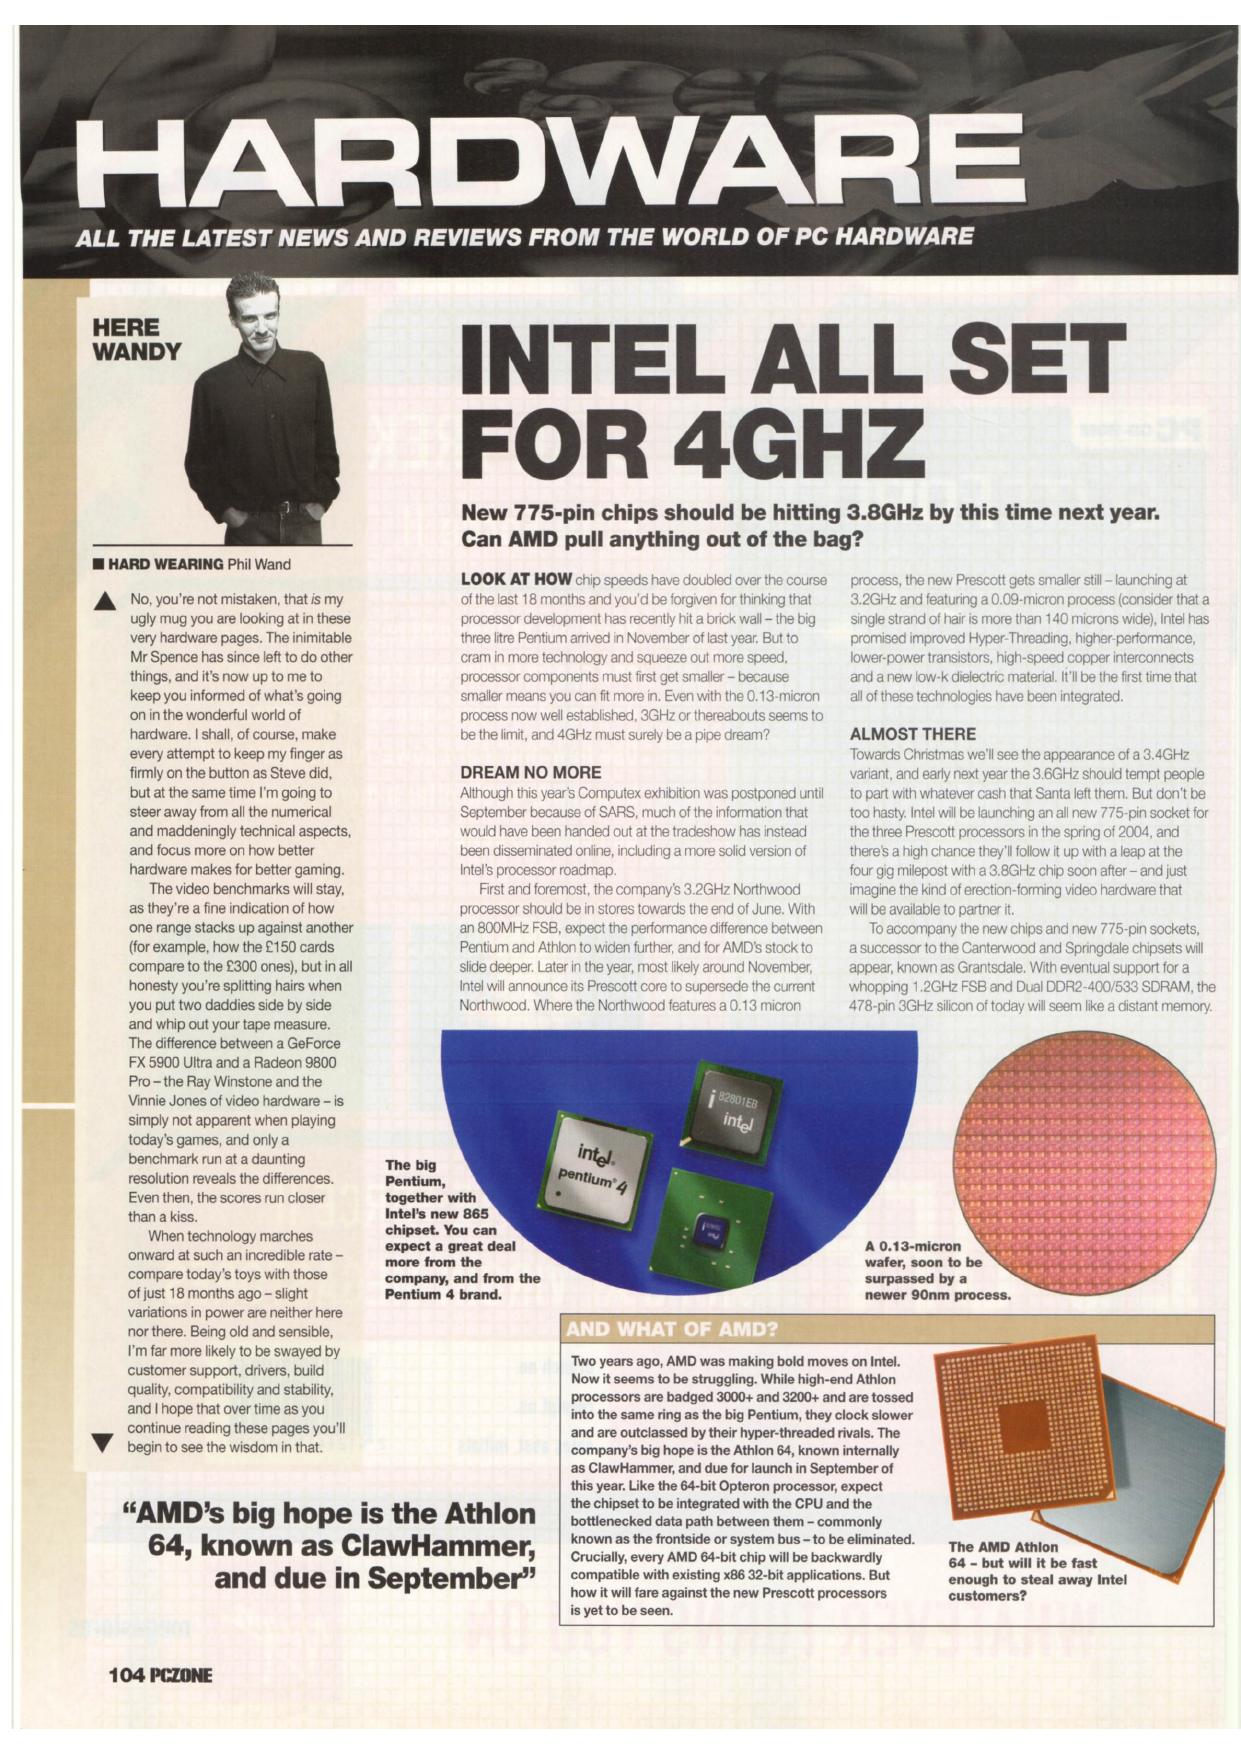 HARDWARE
ALL THE LATEST NEWS AND REVIEWS FROM THE WORLD OF PC HARDWARE
HERE
WANDY
■ HARD WEARING Phil Wand
▲ No, you're not mistaken, that is my
ugly mug you are looking at in these
very hardware pages. The inimitable
Mr Spence has since left to do other
things, and it's now up to me to
keep you informed of what's going
on in the wonderful world of
hardware. I shall, of course, make
every attempt to keep my finger as
firmly on the button as Steve did,
but at the same time I'm going to
steer away from all the numerical
and maddeningly technical aspects,
and focus more on how better
hardware makes for better gaming.
The video benchmarks will stay,
as they're a fine indication of how
one range stacks up against another
(for example, how the £150 cards
compare to the £300 ones), but in all
honesty you're splitting hairs when
you put two daddies side by side
and whip out your tape measure.
The difference between a GeForce
FX 5900 Ultra and a Radeon 9800
Pro – the Ray Winstone and the
Vinnie Jones of video hardware – is
simply not apparent when playing
today's games, and only a
benchmark run at a daunting
resolution reveals the differences.
Even then, the scores run closer
than a kiss.
When technology marches
onward at such an incredible rate –
compare today's toys with those
of just 18 months ago – slight
variations in power are neither here
nor there. Being old and sensible,
I'm far more likely to be swayed by
customer support, drivers, build
quality, compatibility and stability,
and I hope that over time as you
continue reading these pages you'll
▼ begin to see the wisdom in that.
INTEL ALL SET
FOR 4GHZ
New 775-pin chips should be hitting 3.8GHz by this time next year.
Can AMD pull anything out of the bag?
LOOK AT HOW chip speeds have doubled over the course
of the last 18 months and you'd be forgiven for thinking that
processor development has recently hit a brick wall – the big
three litre Pentium arrived in November of last year. But to
cram in more technology and squeeze out more speed,
processor components must first get smaller – because
smaller means you can fit more in. Even with the 0.13-micron
process now well established, 3GHz or thereabouts seems to
be the limit, and 4GHz must surely be a pipe dream?
DREAM NO MORE
Although this year's Computex exhibition was postponed until
September because of SARS, much of the information that
would have been handed out at the tradeshow has instead
been disseminated online, including a more solid version of
Intel's processor roadmap.
First and foremost, the company's 3.2GHz Northwood
processor should be in stores towards the end of June. With
an 800MHz FSB, expect the performance difference between
Pentium and Athlon to widen further, and for AMD's stock to
slide deeper. Later in the year, most likely around November,
Intel will announce its Prescott core to supersede the current
Northwood. Where the Northwood features a 0.13 micron
process, the new Prescott gets smaller still – launching at
3.2GHz and featuring a 0.09-micron process (consider that a
single strand of hair is more than 140 microns wide), Intel has
promised improved Hyper-Threading, higher-performance,
lower-power transistors, high-speed copper interconnects
and a new low-k dielectric material. It'll be the first time that
all of these technologies have been integrated.
ALMOST THERE
Towards Christmas we'll see the appearance of a 3.4GHz
variant, and early next year the 3.6GHz should tempt people
to part with whatever cash that Santa left them. But don't be
too hasty. Intel will be launching an all new 775-pin socket for
the three Prescott processors in the spring of 2004, and
there's a high chance they'll follow it up with a leap at the
four gig milepost with a 3.8GHz chip soon after – and just
imagine the kind of erection-forming video hardware that
will be available to partner it.
To accompany the new chips and new 775-pin sockets,
a successor to the Canterwood and Springdale chipsets will
appear, known as Grantsdale. With eventual support for a
whopping 1.2GHz FSB and Dual DDR2-400/533 SDRAM, the
478-pin 3GHz silicon of today will seem like a distant memory.
i 82801EB
intel
intel.
pentium 4
The big
Pentium,
together with
Intel's new 865
chipset. You can
expect a great deal
more from the
company, and from the
Pentium 4 brand.
A 0.13-micron
wafer, soon to be
surpassed by a
newer 90nm process.
AND WHAT OF AMD?
Two years ago, AMD was making bold moves on Intel.
Now it seems to be struggling. While high-end Athlon
processors are badged 3000+ and 3200+ and are tossed
into the same ring as the big Pentium, they clock slower
and are outclassed by their hyper-threaded rivals. The
company's big hope is the Athlon 64, known internally
as ClawHammer, and due for launch in September of
this year. Like the 64-bit Opteron processor, expect
the chipset to be integrated with the CPU and the
bottlenecked data path between them – commonly
known as the frontside or system bus – to be eliminated.
Crucially, every AMD 64-bit chip will be backwardly
compatible with existing x86 32-bit applications. But
how it will fare against the new Prescott processors
is yet to be seen.
The AMD Athlon
64 – but will it be fast
enough to steal away Intel
customers?
“AMD's big hope is the Athlon
64, known as ClawHammer,
and due in September”
104 PCZONE